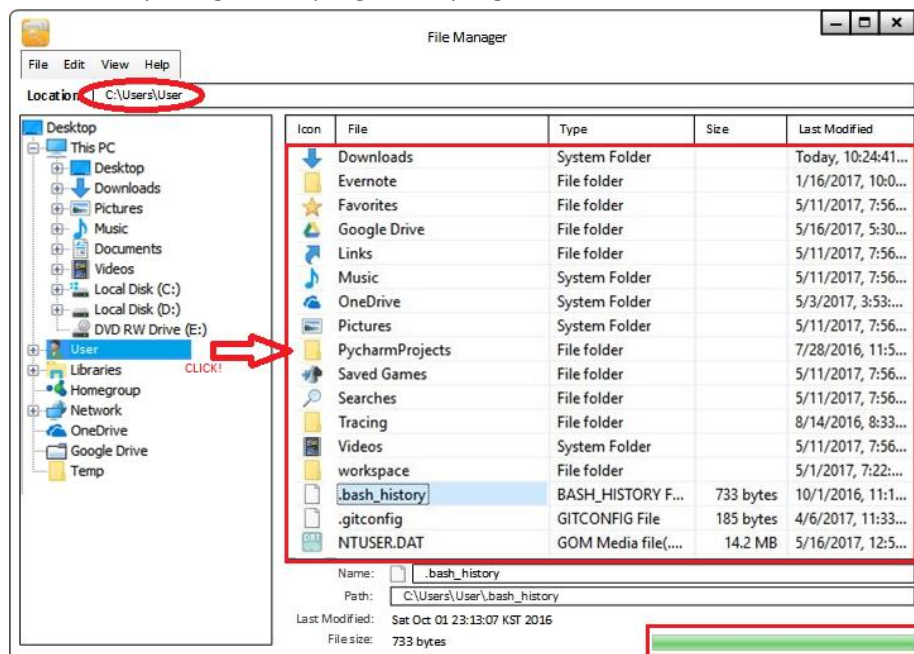 File Manager
File Edit View Help
Location C:\Users\User
Desktop
This PC
Desktop
Downloads
Pictures
Music
Documents
Videos
Local Disk (C:)
Local Disk (D:)
DVD RW Drive (E:)
User
Libraries
Homegroup
Network
OneDrive
Google Drive
Temp
CLICK!
Icon File Type Size Last Modified
Downloads System Folder Today, 10:24:41...
Evernote File folder 1/16/2017, 10:0...
Favorites File folder 5/11/2017, 7:56...
Google Drive File folder 5/16/2017, 5:30...
Links File folder 5/11/2017, 7:56...
Music System Folder 5/11/2017, 7:56...
OneDrive System Folder 5/3/2017, 3:53:...
Pictures System Folder 5/11/2017, 7:56...
PycharmProjects File folder 7/28/2016, 11:5...
Saved Games File folder 5/11/2017, 7:56...
Searches File folder 5/11/2017, 7:56...
Tracing File folder 8/14/2016, 8:33...
Videos System Folder 5/11/2017, 7:56...
workspace File folder 5/1/2017, 7:22:...
.bash_history BASH_HISTORY F... 733 bytes 10/1/2016, 11:1...
.gitconfig GITCONFIG File 185 bytes 4/6/2017, 11:33...
NTUSER.DAT GOM Media file(.... 14.2 MB 5/16/2017, 12:5...
Name: .bash_history
Path: C:\Users\User\.bash_history
Last Modified: Sat Oct 01 23:13:07 KST 2016
File size: 733 bytes